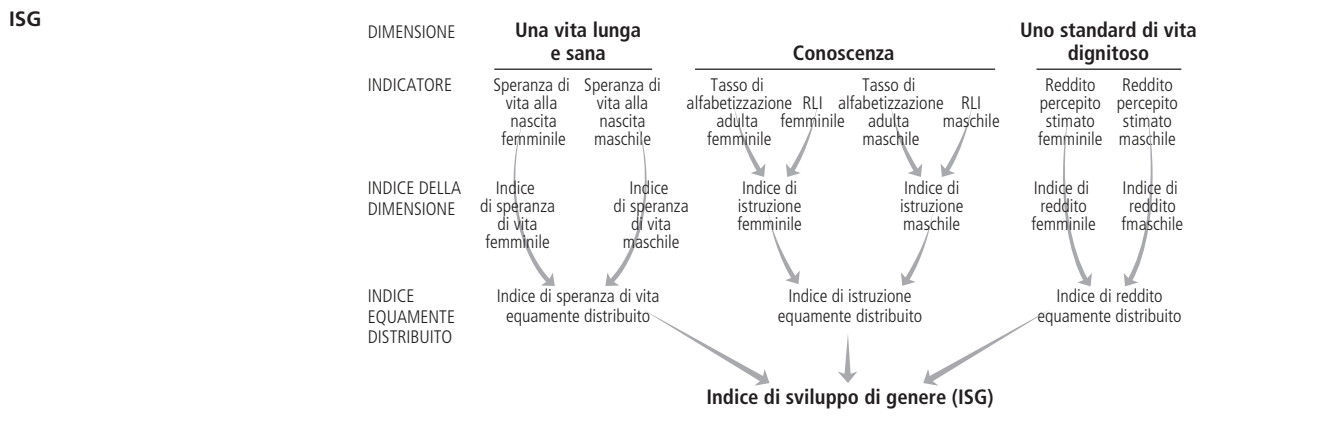 ISG
DIMENSIONE
Una vita lunga
e sana
Conoscenza
Uno standard di vita
dignitoso
INDICATORE
Speranza di
vita alla
nascita
femminile
Speranza di
vita alla
nascita
maschile
Tasso di
alfabetizzazione
adulta
femminile
RLI
femminile
Tasso di
alfabetizzazione
adulta
maschile
RLI
maschile
Reddito
percepito
stimato
femminile
Reddito
percepito
stimato
maschile
INDICE DELLA
DIMENSIONE
Indice
di speranza
di vita
femminile
Indice
di speranza
di vita
maschile
Indice di
istruzione
femminile
Indice di
istruzione
maschile
Indice di
reddito
femminile
Indice di
reddito
fmaschile
INDICE
EQUAMENTE
DISTRIBUITO
Indice di speranza di vita
equamente distribuito
Indice di istruzione
equamente distribuito
Indice di reddito
equamente distribuito
Indice di sviluppo di genere (ISG)